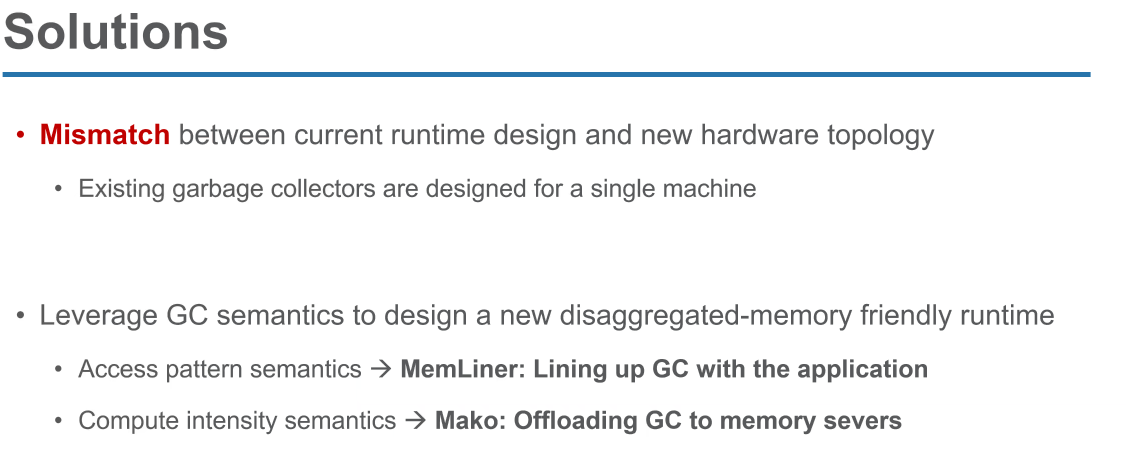 Solutions
• Mismatch between current runtime design and new hardware topology
• Existing garbage collectors are designed for a single machine
• Leverage GC semantics to design a new disaggregated-memory friendly runtime
• Access pattern semantics → MemLiner: Lining up GC with the application
• Compute intensity semantics → Mako: Offloading GC to memory severs